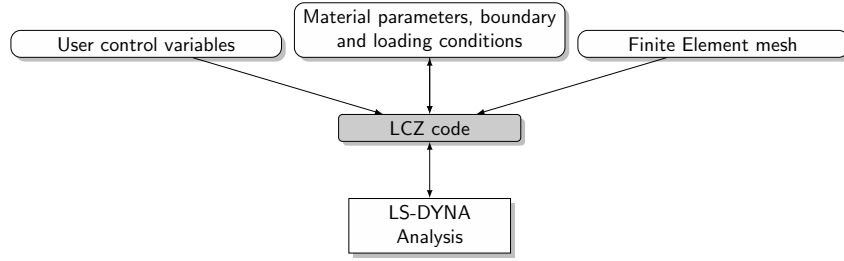 User control variables
Material parameters, boundary
and loading conditions
Finite Element mesh
LCZ code
LS-DYNA
Analysis